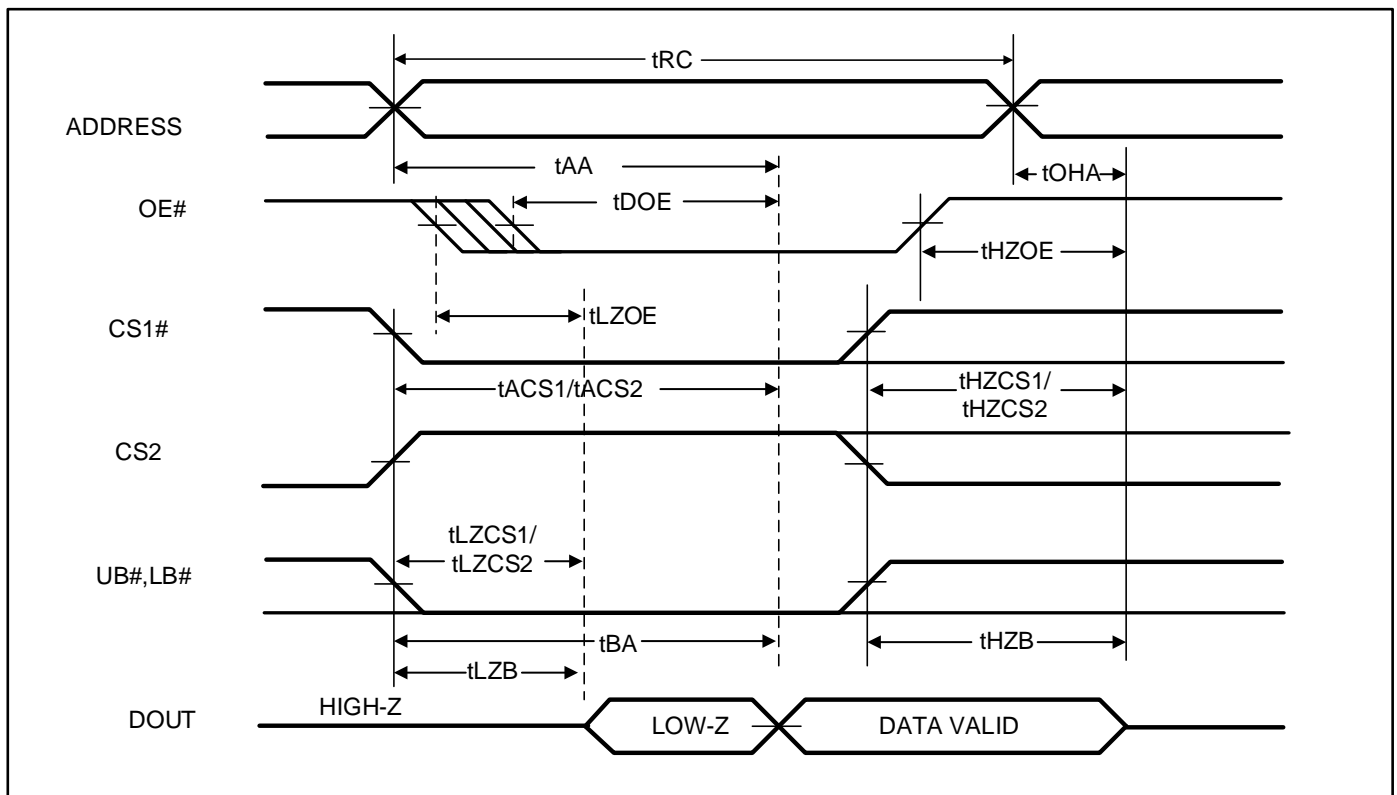 tRC
ADDRESS
tAA
tOHA
OE#
tDOE
tHZOE
tLZOE
CS1#
tACS1/tACS2
tHZCS1/
tHZCS2
CS2
tLZCS1/
tLZCS2
UB#,LB#
tBA
tHZB
tLZB
DOUT
HIGH-Z
LOW-Z
DATA VALID